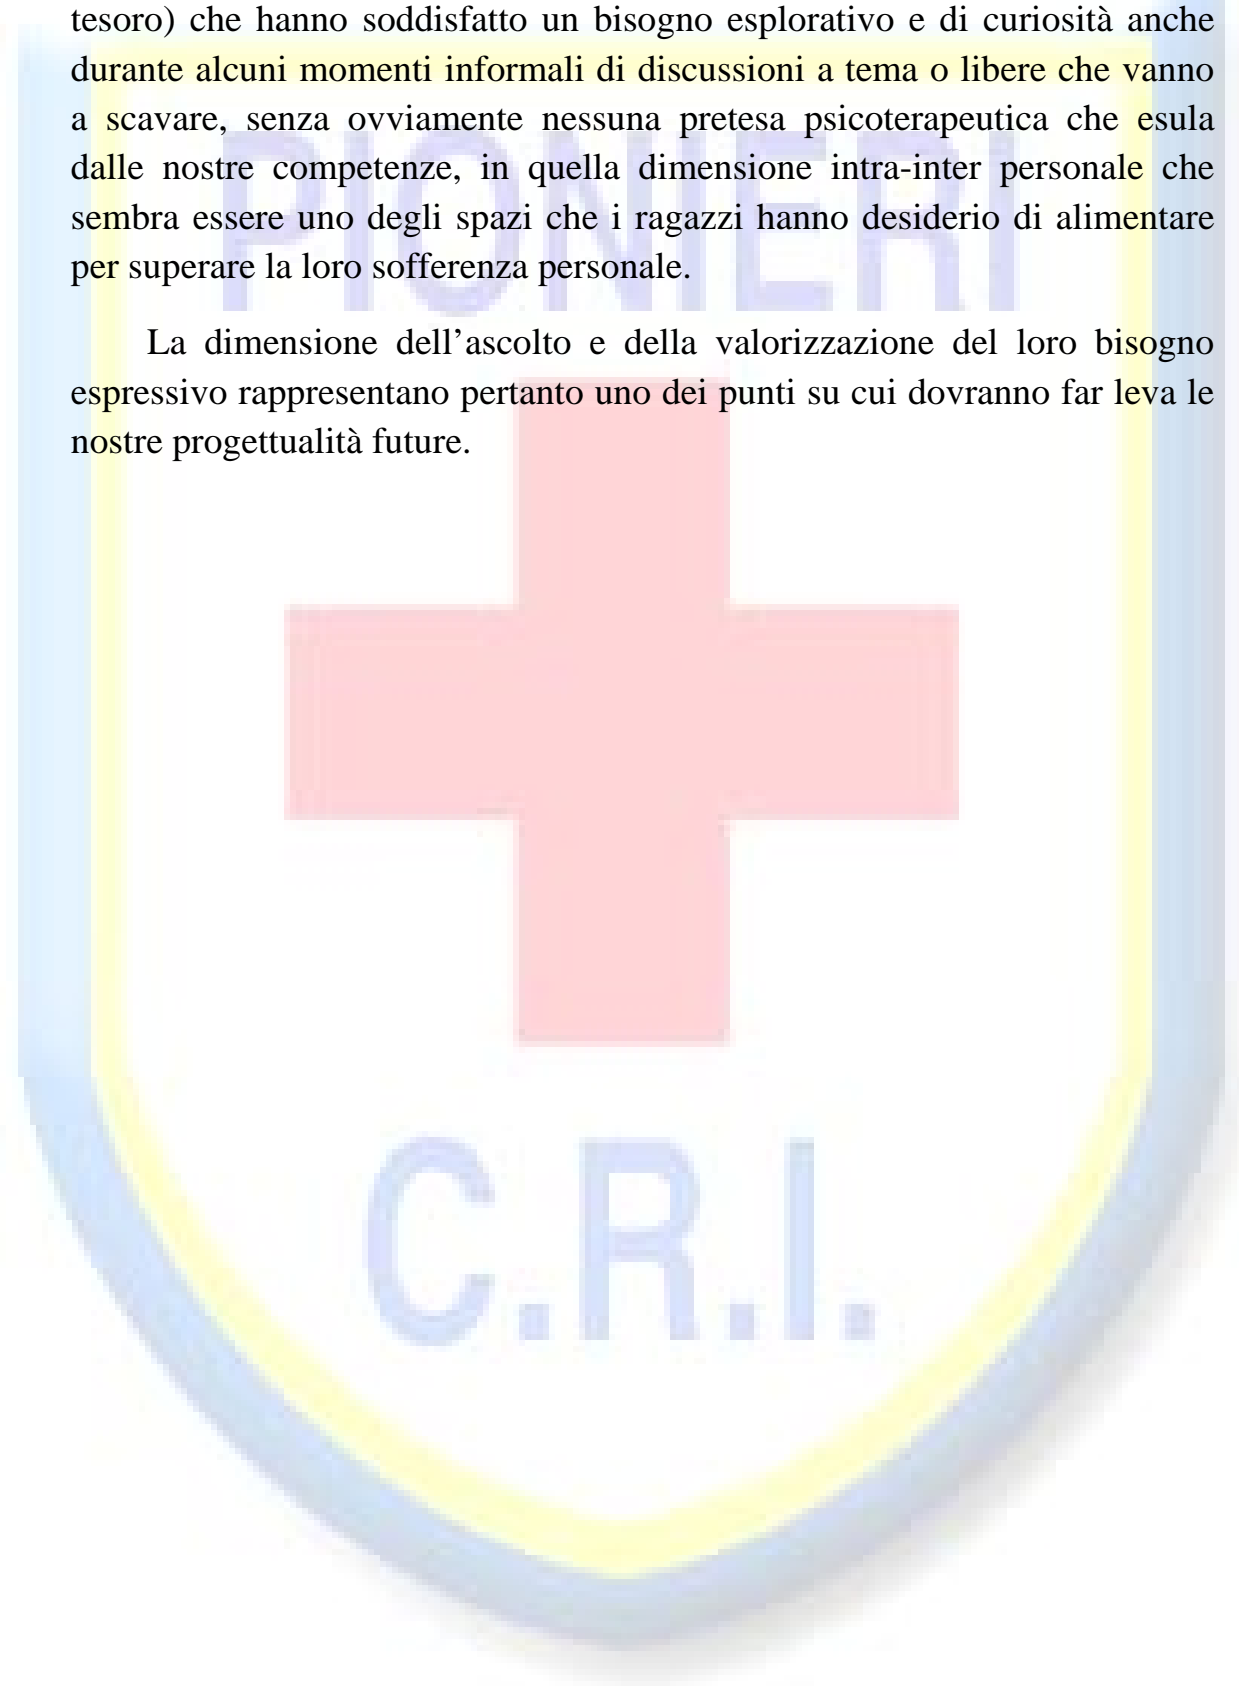 tesoro) che hanno soddisfatto un bisogno esplorativo e di curiosità anche
durante alcuni momenti informali di discussioni a tema o libere che vanno
a scavare, senza ovviamente nessuna pretesa psicoterapeutica che esula
dalle nostre competenze, in quella dimensione intra-inter personale che
sembra essere uno degli spazi che i ragazzi hanno desiderio di alimentare
per superare la loro sofferenza personale.
La dimensione dell’ascolto e della valorizzazione del loro bisogno
espressivo rappresentano pertanto uno dei punti su cui dovranno far leva le
nostre progettualità future.
PIONIERI
C.R.I.